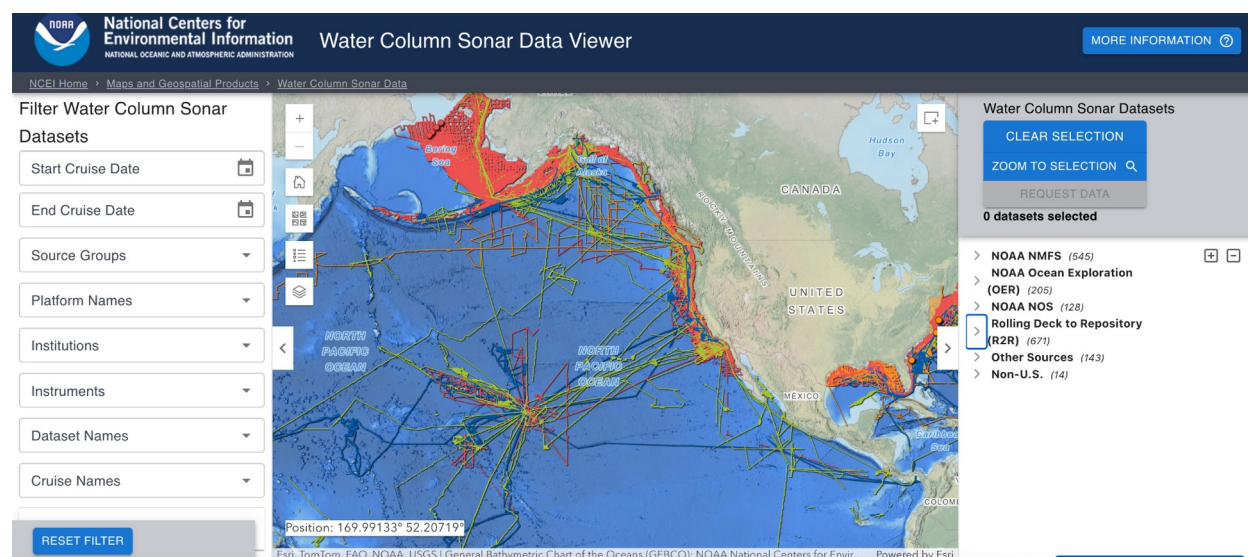 NOAA
National Centers for
Environmental Information
NATIONAL OCEANIC AND ATMOSPHERIC ADMINISTRATION
Water Column Sonar Data Viewer
MORE INFORMATION
NCEI Home › Maps and Geospatial Products › Water Column Sonar Data
Filter Water Column Sonar
Datasets
Start Cruise Date
End Cruise Date
Source Groups
Platform Names
Institutions
Instruments
Dataset Names
Cruise Names
RESET FILTER
Bering
Sea
Gulf of
Alaska
Hudson
Bay
CANADA
ROCKY MOUNTAINS
UNITED
STATES
NORTH
PACIFIC
OCEAN
NORTH
PACIFIC
OCEAN
MÉXICO
Caribbean
Sea
COLOM
Position: 169.99133° 52.20719°
Esri, TomTom, FAO, NOAA, USGS | General Bathymetric Chart of the Oceans (GEBCO); NOAA National Centers for Envir...
Powered by Esri
Water Column Sonar Datasets
CLEAR SELECTION
ZOOM TO SELECTION
REQUEST DATA
0 datasets selected
NOAA NMFS (545)
NOAA Ocean Exploration
(OER) (205)
NOAA NOS (128)
Rolling Deck to Repository
(R2R) (671)
Other Sources (143)
Non-U.S. (14)